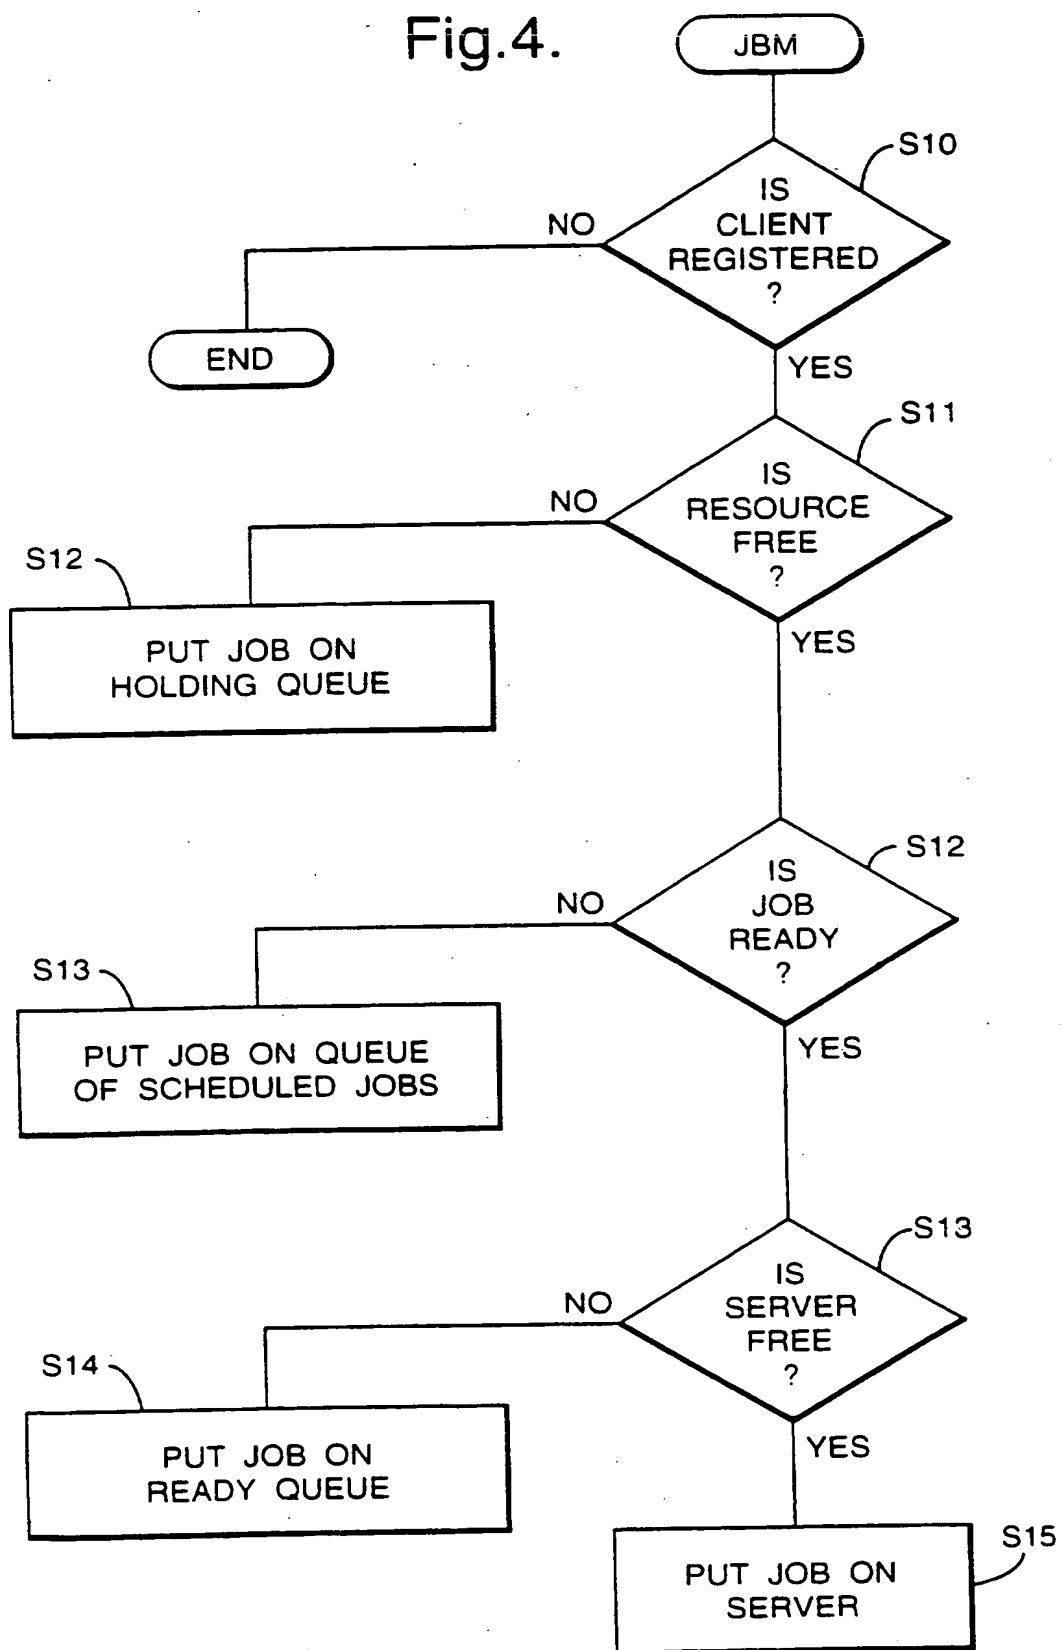 Fig.4.
JBM
S10
IS
CLIENT
REGISTERED
?
NO
END
YES
S11
IS
RESOURCE
FREE
?
NO
S12
PUT JOB ON
HOLDING QUEUE
YES
S12
IS
JOB
READY
?
NO
S13
PUT JOB ON QUEUE
OF SCHEDULED JOBS
YES
S13
IS
SERVER
FREE
?
NO
S14
PUT JOB ON
READY QUEUE
YES
S15
PUT JOB ON
SERVER